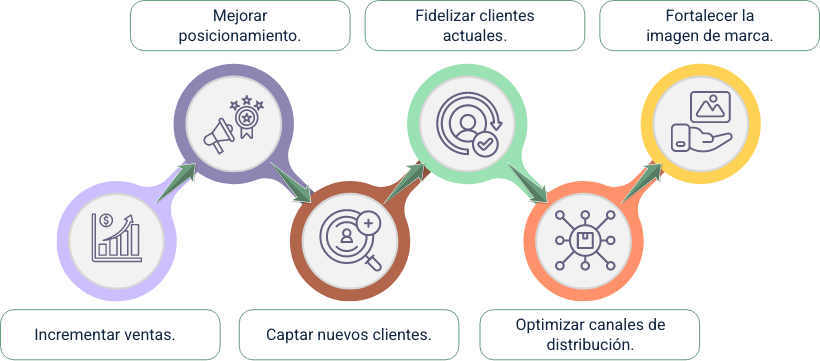 Mejorar
posicionamiento.
Fidelizar clientes
actuales.
Fortalecer la
imagen de marca.
$
Incrementar ventas.
Captar nuevos clientes.
Optimizar canales de
distribución.